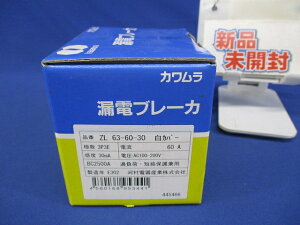 カワムラ
漏電ブレーカ
品番 ZL 63-60-30 白カバー
極数 3P3E 電流 60 A
感度 30mA 電圧 AC100-200V
BC2500A 過負荷・短絡保護兼用
製造年 E302 河村電器産業株式会社
445466
新品
未開封